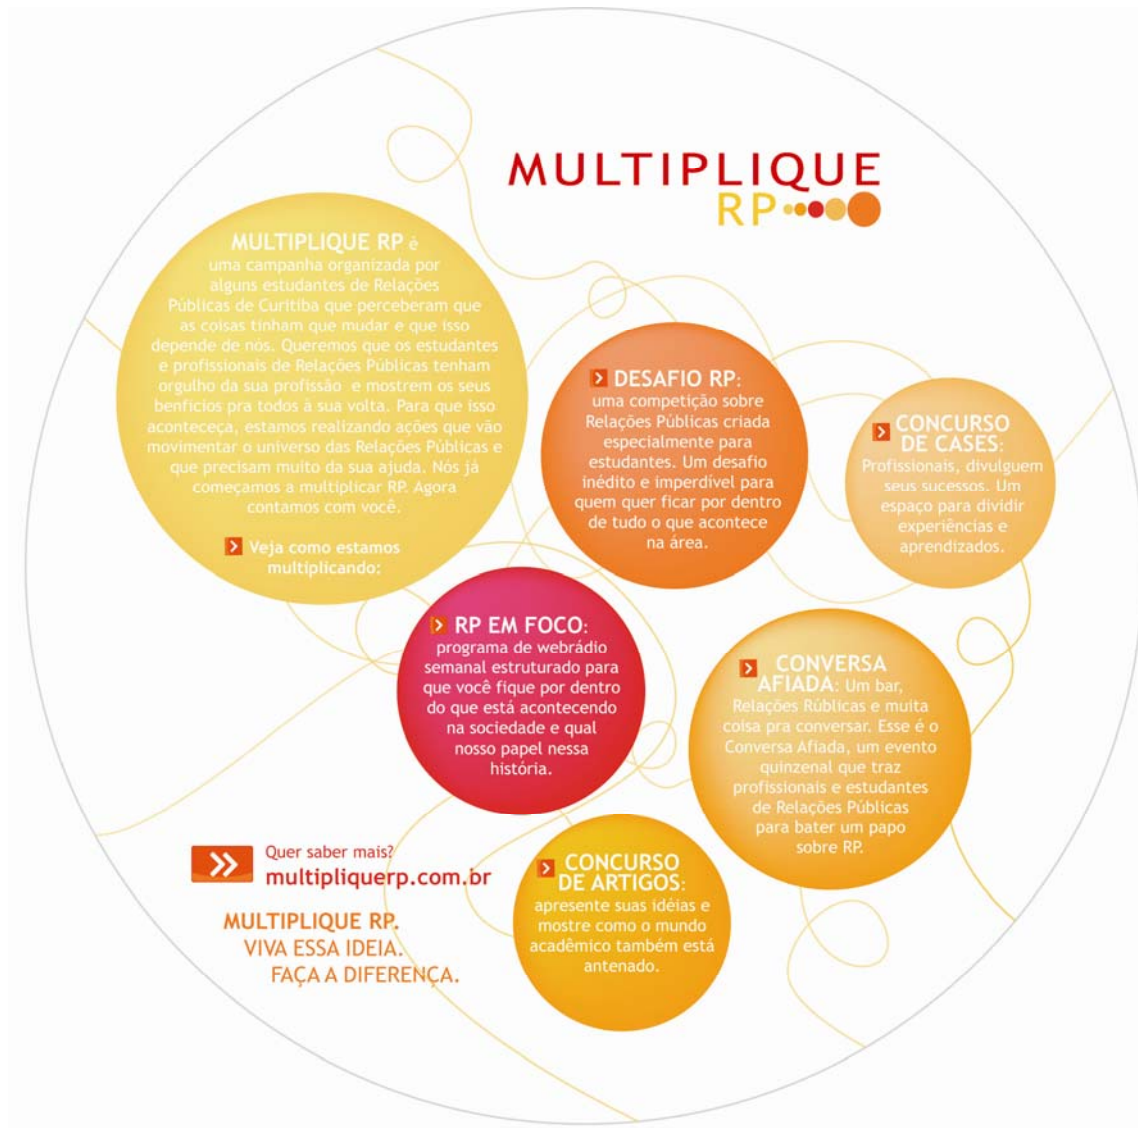 MULTIPLIQUE
RP
MULTIPLIQUE RP é
uma campanha organizada por
alguns estudantes de Relações
Públicas de Curitiba que perceberam que
as coisas tinham que mudar e que isso
depende de nós. Queremos que os estudantes
e profissionais de Relações Públicas tenham
orgulho da sua profissão e mostrem os seus
benfícios pra todos à sua volta. Para que isso
aconteceça, estamos realizando ações que vão
movimentar o universo das Relações Públicas e
que precisam muito da sua ajuda. Nós já
começamos a multiplicar RP. Agora
contamos com você.
Veja como estamos
multiplicando:
DESAFIO RP:
uma competição sobre
Relações Públicas criada
especialmente para
estudantes. Um desafio
inédito e imperdível para
quem quer ficar por dentro
de tudo o que acontece
na área.
CONCURSO
DE CASES:
Profissionais, divulguem
seus sucessos. Um
espaço para dividir
experiências e
aprendizados.
RP EM FOCO:
programa de webrádio
semanal estruturado para
que você fique por dentro
do que está acontecendo
na sociedade e qual
nosso papel nessa
história.
CONVERSA
AFIADA: Um bar,
Relações Rúblicas e muita
coisa pra conversar. Esse é o
Conversa Afiada, um evento
quinzenal que traz
profissionais e estudantes
de Relações Públicas
para bater um papo
sobre RP.
CONCURSO
DE ARTIGOS:
apresente suas idéias e
mostre como o mundo
acadêmico também está
antenado.
Quer saber mais?
multipliquerp.com.br
MULTIPLIQUE RP.
VIVA ESSA IDEIA.
FAÇA A DIFERENÇA.